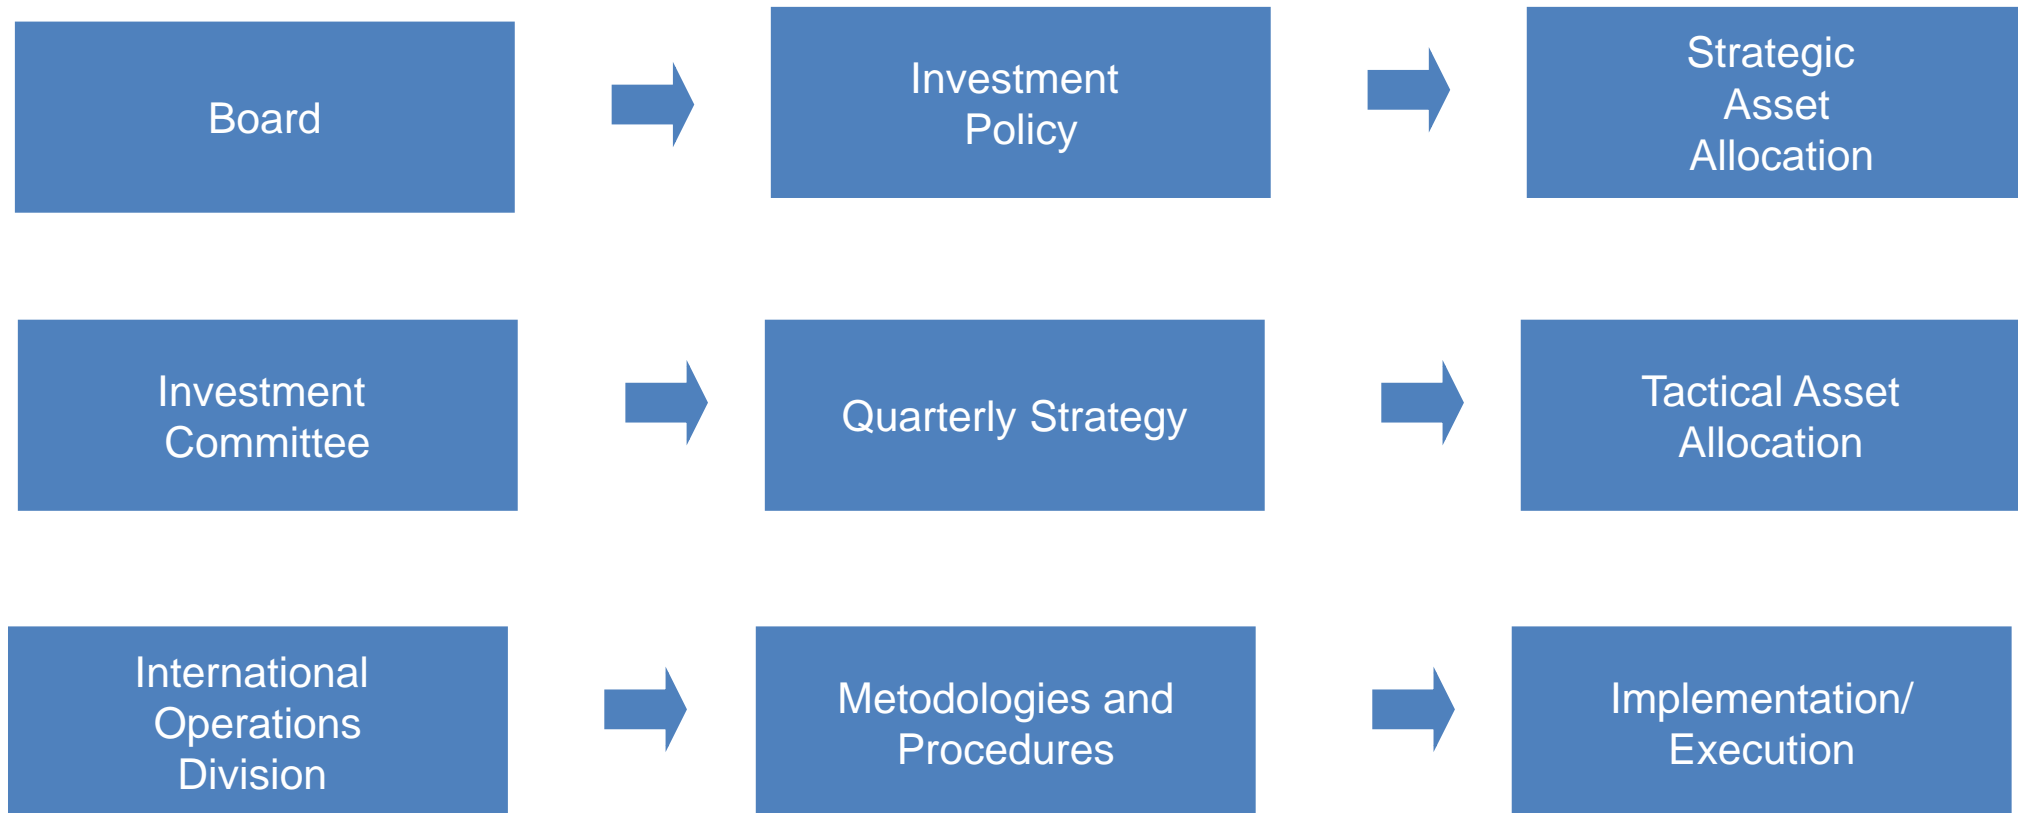 Board
Investment
Policy
Strategic
Asset
Allocation
Investment
Committee
Quarterly Strategy
Tactical Asset
Allocation
International
Operations
Division
Metodologies and
Procedures
Implementation/
Execution